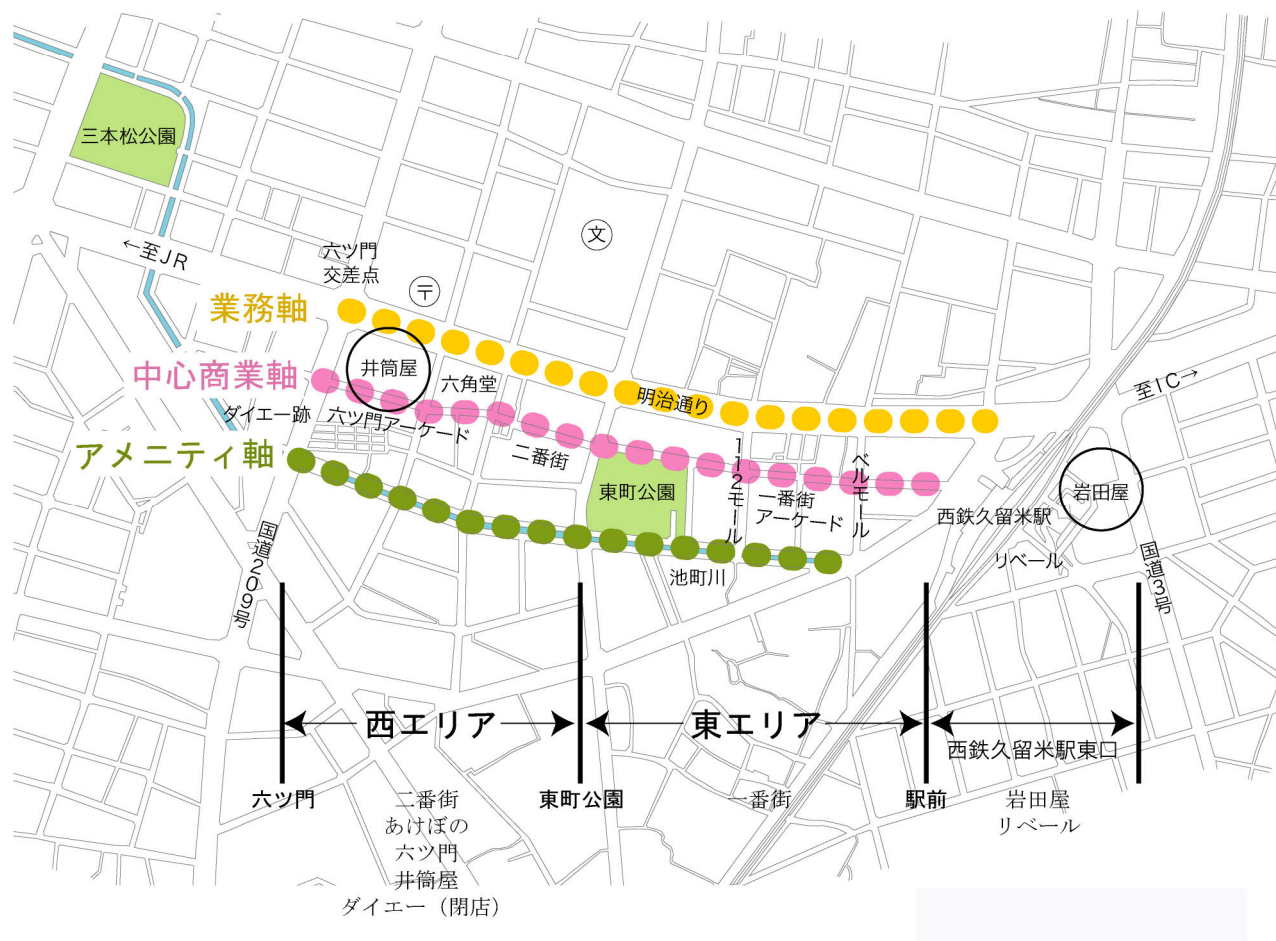 三本松公園
文
←至ＪＲ
六ツ門
交差点
〒
業務軸
井筒屋
中心商業軸
六角堂
明治通り
至ＩＣ→
ダイエー跡
六ツ門アーケード
アメニティ軸
二番街
東町公園
１１２モール
一番街
アーケード
ベルモール
岩田屋
西鉄久留米駅
リベール
国道２０９号
池町川
国道３号
西エリア
東エリア
西鉄久留米駅東口
六ツ門
二番街
あけぼの
六ツ門
井筒屋
ダイエー（閉店）
東町公園
一番街
駅前
岩田屋
リベール